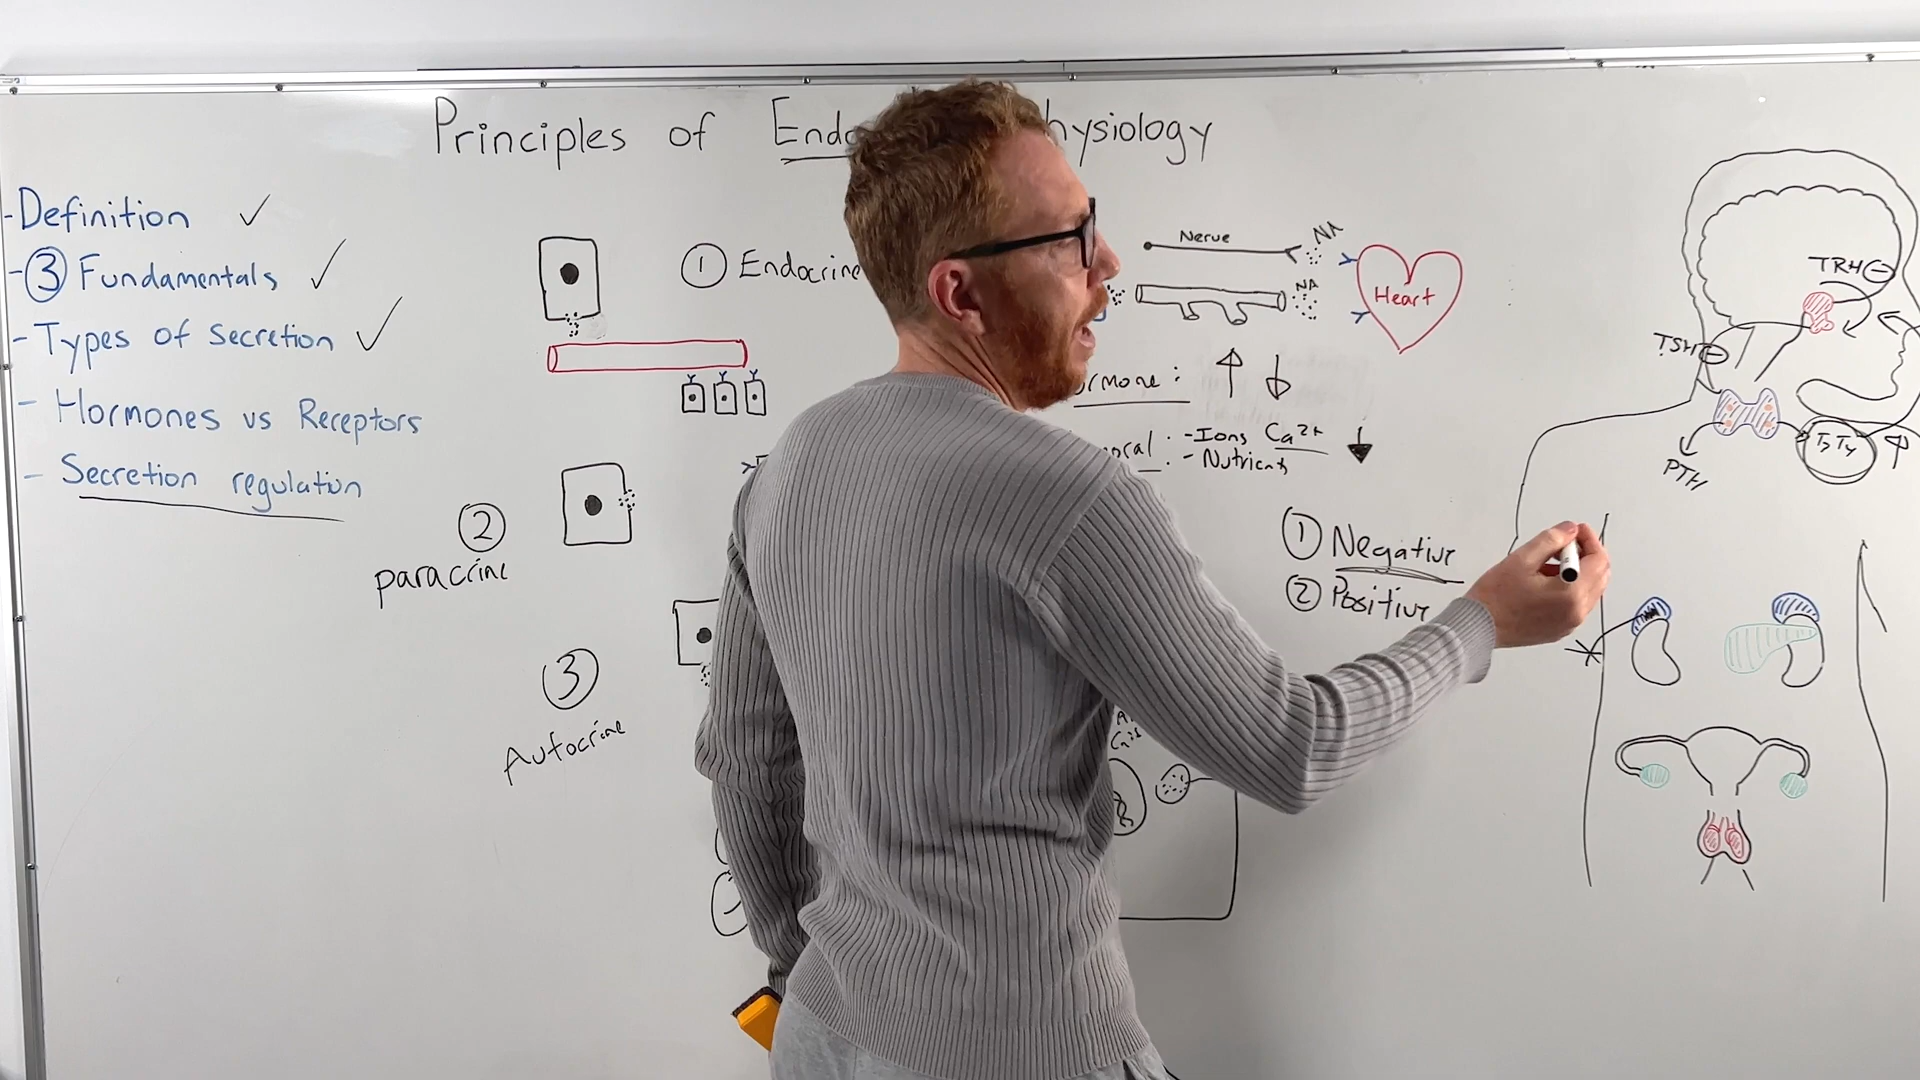 Principles of Endo hysiology
-Definition ✓
-③ Fundamentals ✓
- Types of secretion ✓
- Hormones vs Receptors
- Secretion regulation
① Endocrine
②
paracrine
③
Autocrine
Nerve
NA
NA
Heart
rmone: ↑ ↓
oral: -Ions Ca²⁺ ↓
- Nutrients
① Negative
② Positive
TRH⊖
TSH⊖
T₃T₄ ↑
PTH